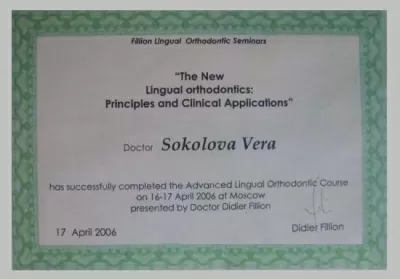 Fillion Lingual Orthodontic Seminars
"The New
Lingual orthodontics:
Principles and Clinical Applications"
Doctor Sokolova Vera
has successfully completed the Advanced Lingual Orthodontic Course
on 16-17 April 2006 at Moscow
presented by Doctor Didier Fillion
17 April 2006
Didier Fillion